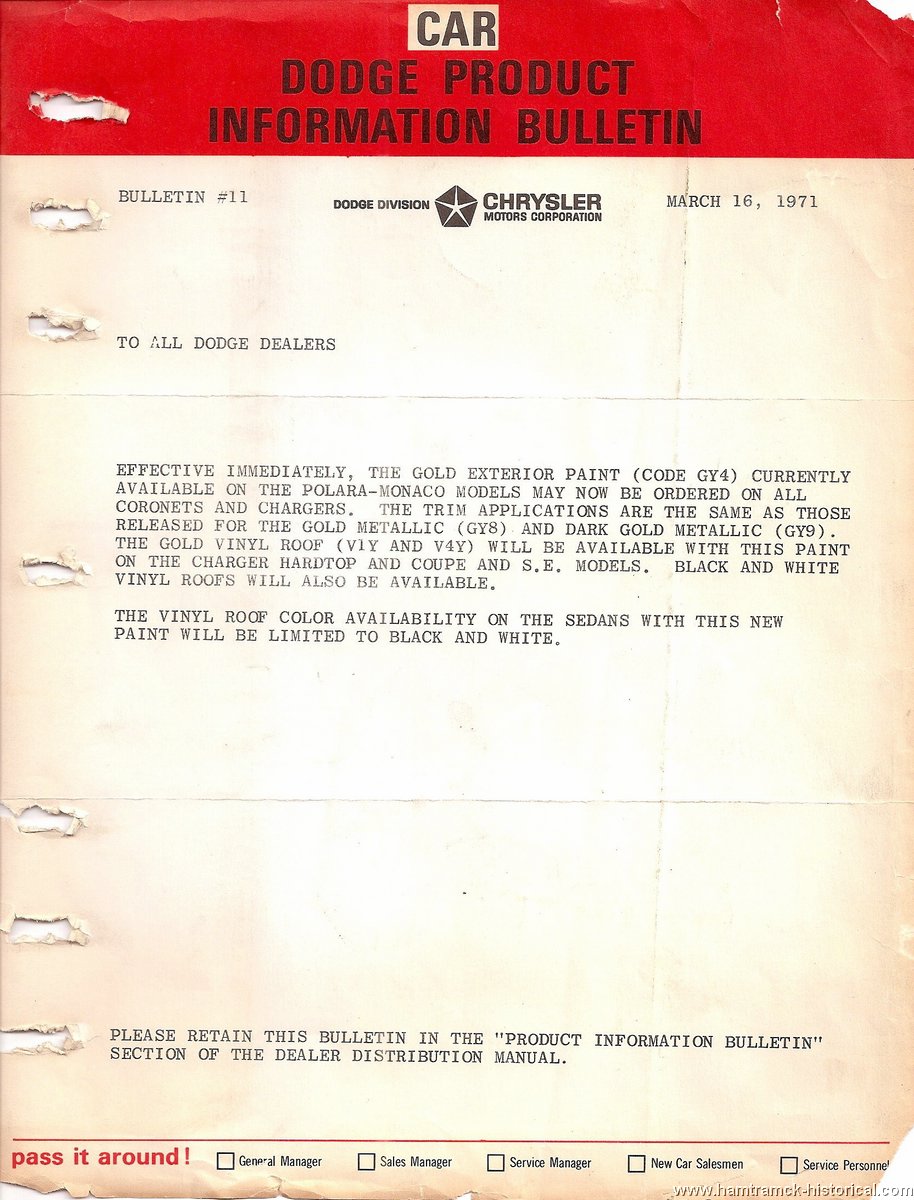 CAR
DODGE PRODUCT
INFORMATION BULLETIN
BULLETIN #11
DODGE DIVISION CHRYSLER
MOTORS CORPORATION
MARCH 16, 1971
TO ALL DODGE DEALERS
EFFECTIVE IMMEDIATELY, THE GOLD EXTERIOR PAINT (CODE GY4) CURRENTLY
AVAILABLE ON THE POLARA-MONACO MODELS MAY NOW BE ORDERED ON ALL
CORONETS AND CHARGERS. THE TRIM APPLICATIONS ARE THE SAME AS THOSE
RELEASED FOR THE GOLD METALLIC (GY8) AND DARK GOLD METALLIC (GY9).
THE GOLD VINYL ROOF (V1Y AND V4Y) WILL BE AVAILABLE WITH THIS PAINT
ON THE CHARGER HARDTOP AND COUPE AND S.E. MODELS. BLACK AND WHITE
VINYL ROOFS WILL ALSO BE AVAILABLE.
THE VINYL ROOF COLOR AVAILABILITY ON THE SEDANS WITH THIS NEW
PAINT WILL BE LIMITED TO BLACK AND WHITE.
PLEASE RETAIN THIS BULLETIN IN THE "PRODUCT INFORMATION BULLETIN"
SECTION OF THE DEALER DISTRIBUTION MANUAL.
pass it around! General Manager Sales Manager Service Manager New Car Salesmen Service Personnel
www.hamtramck-historical.com